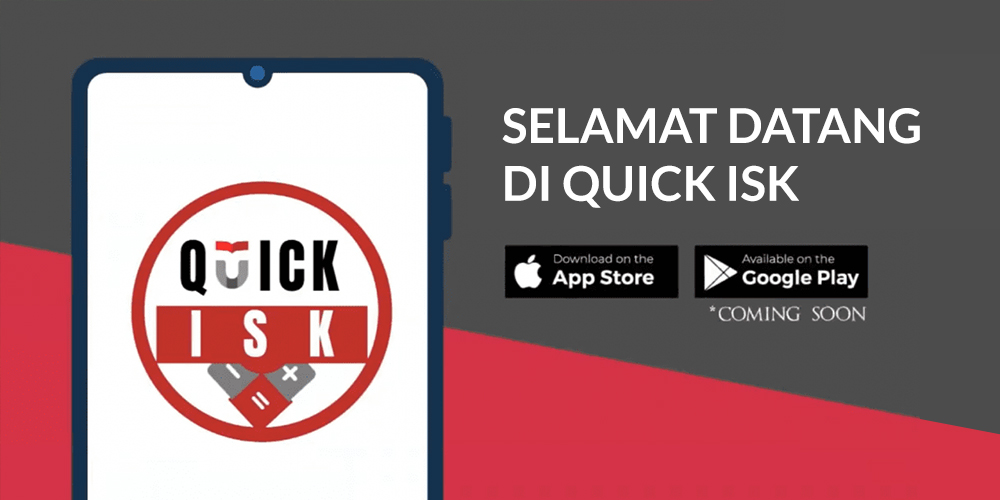 QUICK
ISK
SELAMAT DATANG
DI QUICK ISK
Download on the
App Store
Available on the
Google Play
*COMING SOON